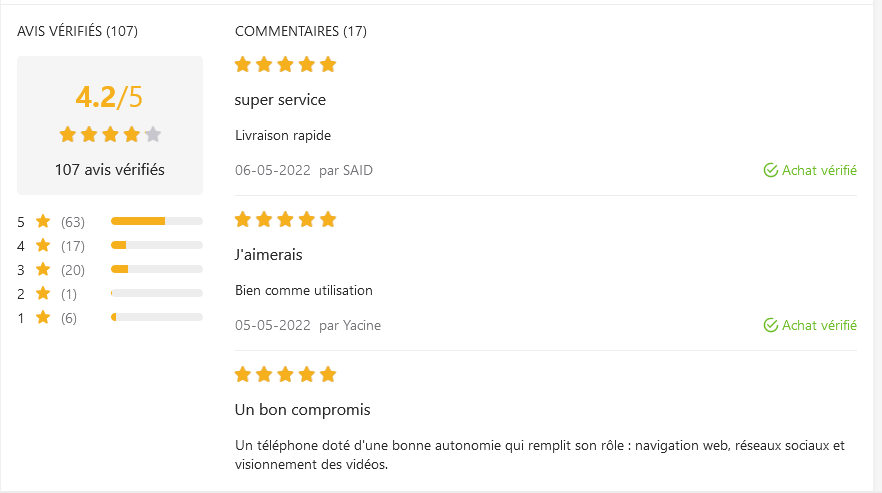 AVIS VÉRIFIÉS (107)
4.2/5
107 avis vérifiés
5 (63)
4 (17)
3 (20)
2 (1)
1 (6)
COMMENTAIRES (17)
super service
Livraison rapide
06-05-2022 par SAID
Achat vérifié
J'aimerais
Bien comme utilisation
05-05-2022 par Yacine
Achat vérifié
Un bon compromis
Un téléphone doté d'une bonne autonomie qui remplit son rôle : navigation web, réseaux sociaux et
visionnement des vidéos.